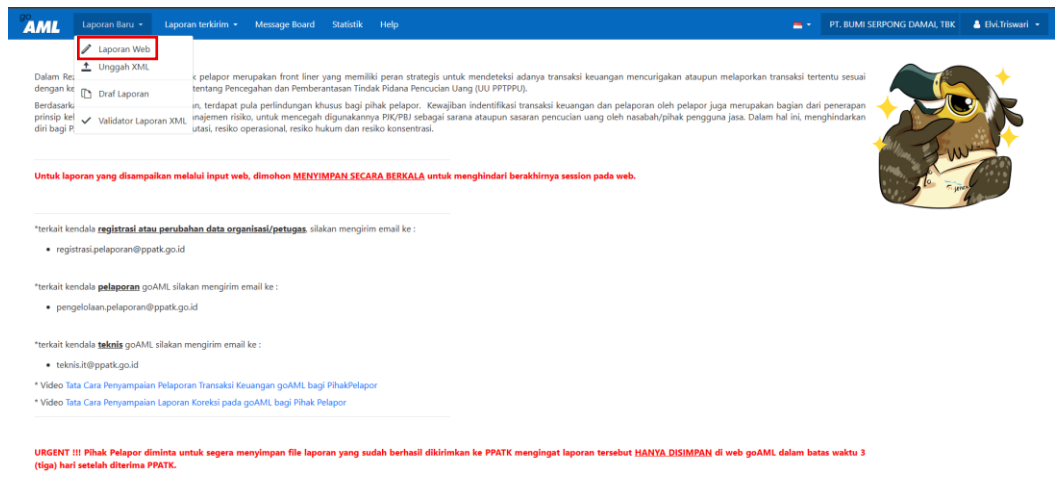 goAML Laporan Baru Laporan terkirim Message Board Statistik Help PT. BUMI SERPONG DAMAI, TBK Elvi.Triswari
Laporan Web
Unggah XML
Draf Laporan
Validator Laporan XML
Dalam Re k pelapor merupakan front liner yang memiliki peran strategis untuk mendeteksi adanya transaksi keuangan mencurigakan ataupun melaporkan transaksi tertentu sesuai
dengan ke tentang Pencegahan dan Pemberantasan Tindak Pidana Pencucian Uang (UU PPTPPU).
Berdasarka n, terdapat pula perlindungan khusus bagi pihak pelapor. Kewajiban indentifikasi transaksi keuangan dan pelaporan oleh pelapor juga merupakan bagian dari penerapan
prinsip kel najemen risiko, untuk mencegah digunakannya PJK/PBJ sebagai sarana ataupun sasaran pencucian uang oleh nasabah/pihak pengguna jasa. Dalam hal ini, menghindarkan
diri bagi P utasi, resiko operasional, resiko hukum dan resiko konsentrasi.
Untuk laporan yang disampaikan melalui input web, dimohon MENYIMPAN SECARA BERKALA untuk menghindari berakhirnya session pada web.
*terkait kendala registrasi atau perubahan data organisasi/petugas, silakan mengirim email ke :
• registrasi.pelaporan@ppatk.go.id
*terkait kendala pelaporan goAML silakan mengirim email ke :
• pengelolaan.pelaporan@ppatk.go.id
*terkait kendala teknis goAML silakan mengirim email ke :
• teknis.it@ppatk.go.id
* Video Tata Cara Penyampaian Pelaporan Transaksi Keuangan goAML bagi PihakPelapor
* Video Tata Cara Penyampaian Laporan Koreksi pada goAML bagi Pihak Pelapor
URGENT !!! Pihak Pelapor diminta untuk segera menyimpan file laporan yang sudah berhasil dikirimkan ke PPATK mengingat laporan tersebut HANYA DISIMPAN di web goAML dalam batas waktu 3
(tiga) hari setelah diterima PPATK.